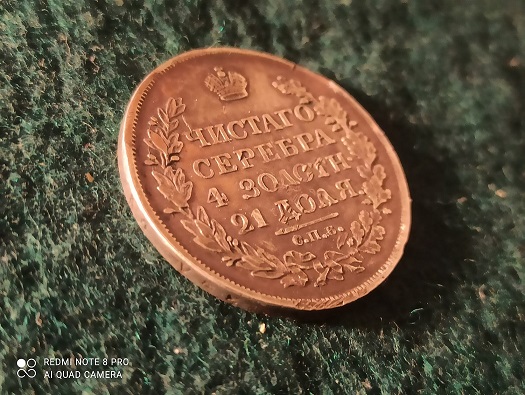 ЧИСТАГО
СЕРЕБРА
4 ЗОЛОТН.
21 ДОЛЯ.
С.П.Б.
REDMI NOTE 8 PRO
AI QUAD CAMERA